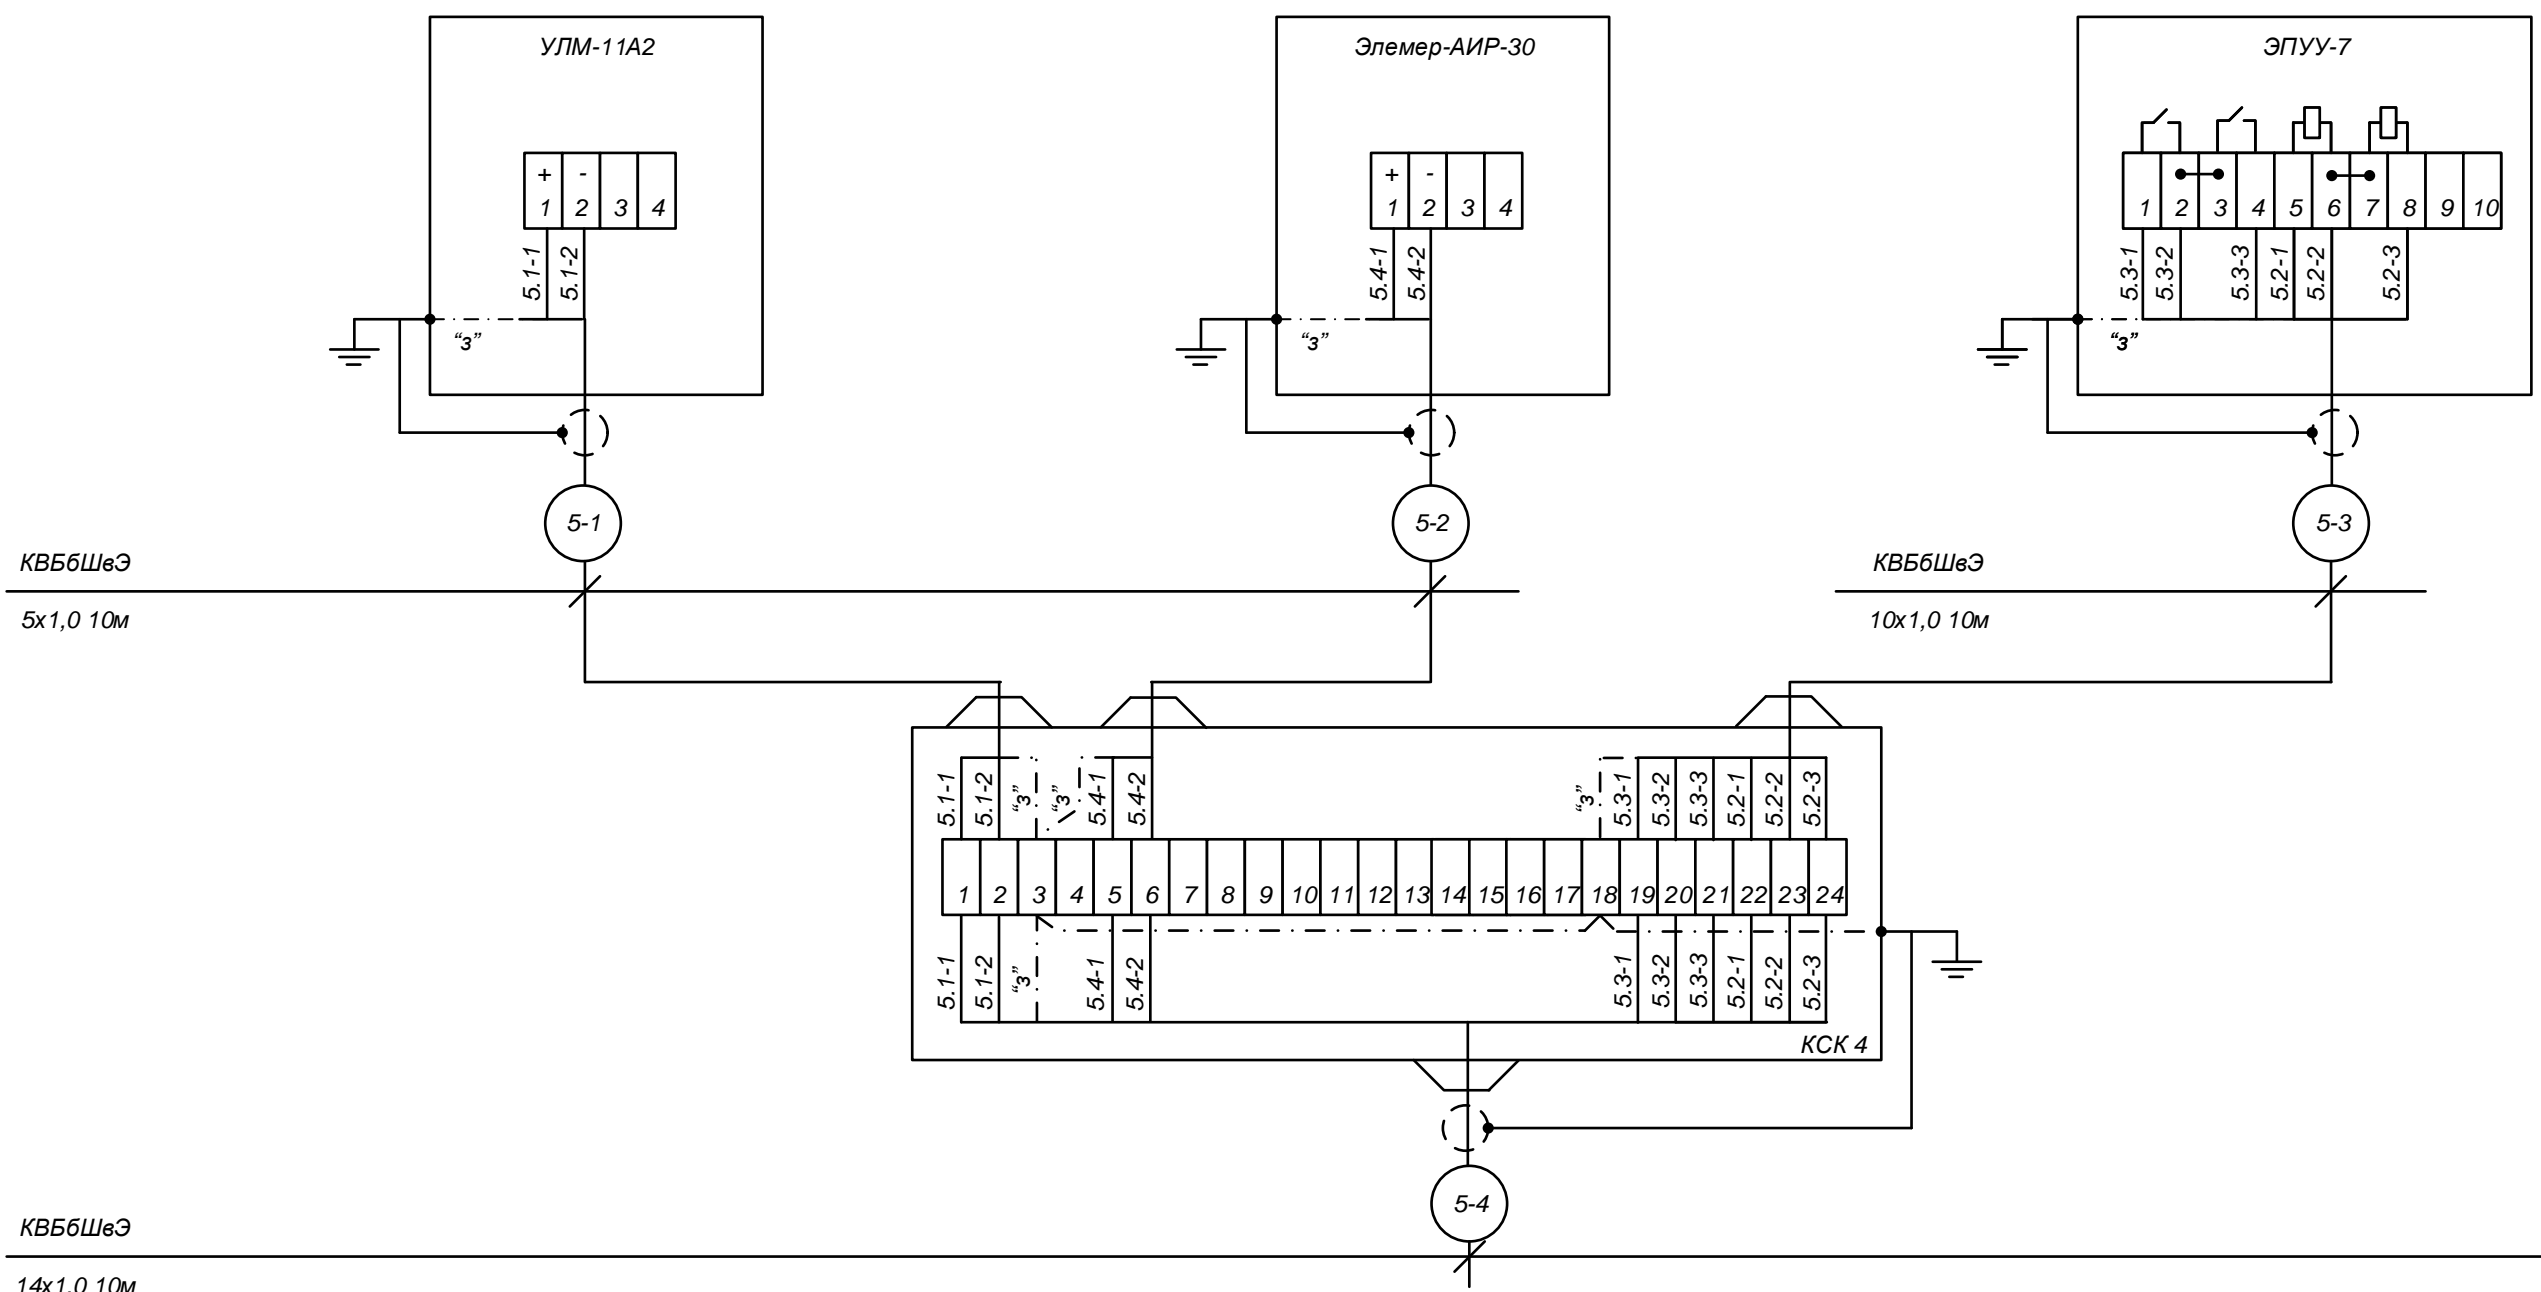 УЛМ-11А2
Элемер-АИР-30
ЭПУУ-7
+ -
1 2 3 4
+ -
1 2 3 4
1 2 3 4 5 6 7 8 9 10
5.1-1 5.1-2
5.4-1 5.4-2
5.3-1 5.3-2 5.3-3 5.2-1 5.2-2 5.2-3
“з”
“з”
“з”
5-1
5-2
5-3
КВБбШвЭ
5х1,0 10м
КВБбШвЭ
10х1,0 10м
5.1-1 5.1-2 “з” “з” 5.4-1 5.4-2 “з” 5.3-1 5.3-2 5.3-3 5.2-1 5.2-2 5.2-3
1 2 3 4 5 6 7 8 9 10 11 12 13 14 15 16 17 18 19 20 21 22 23 24
5.1-1 5.1-2 “з” 5.4-1 5.4-2 5.3-1 5.3-2 5.3-3 5.2-1 5.2-2 5.2-3
КСК 4
5-4
КВБбШвЭ
14х1,0 10м